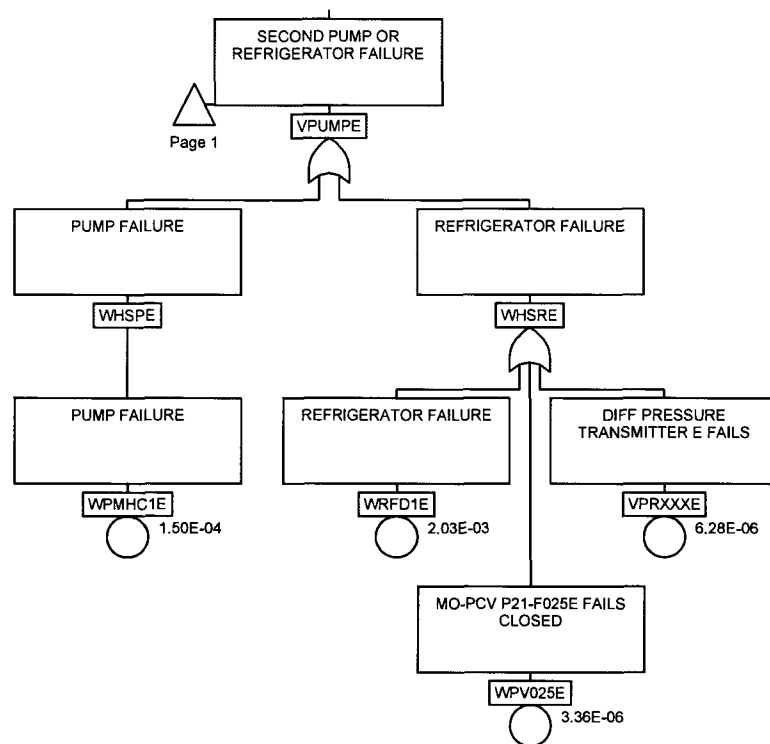 SECOND PUMP OR
REFRIGERATOR FAILURE
Page 1
VPUMPE
PUMP FAILURE
WHSPE
REFRIGERATOR FAILURE
WHSRE
PUMP FAILURE
WPMHC1E
1.50E-04
REFRIGERATOR FAILURE
WRFD1E
2.03E-03
DIFF PRESSURE
TRANSMITTER E FAILS
VPRXXXE
6.28E-06
MO-PCV P21-F025E FAILS
CLOSED
WPV025E
3.36E-06